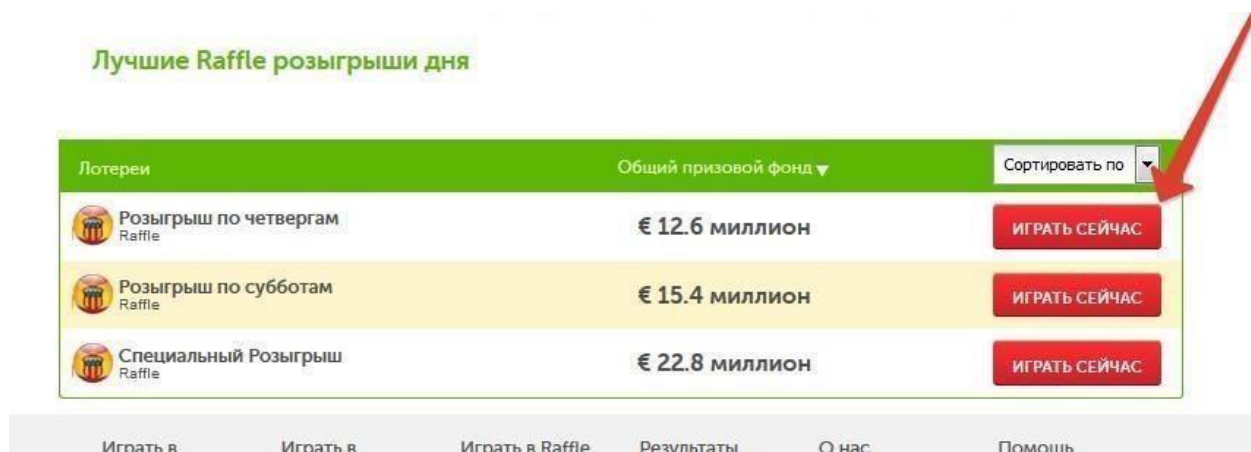 Лучшие Raffle розыгрыши дня
Лотереи Общий призовой фонд ▼ Сортировать по
Розыгрыш по четвергам
Raffle
€ 12.6 миллион ИГРАТЬ СЕЙЧАС
Розыгрыш по субботам
Raffle
€ 15.4 миллион ИГРАТЬ СЕЙЧАС
Специальный Розыгрыш
Raffle
€ 22.8 миллион ИГРАТЬ СЕЙЧАС
Играть в Играть в Играть в Raffle Результаты О нас Помощь